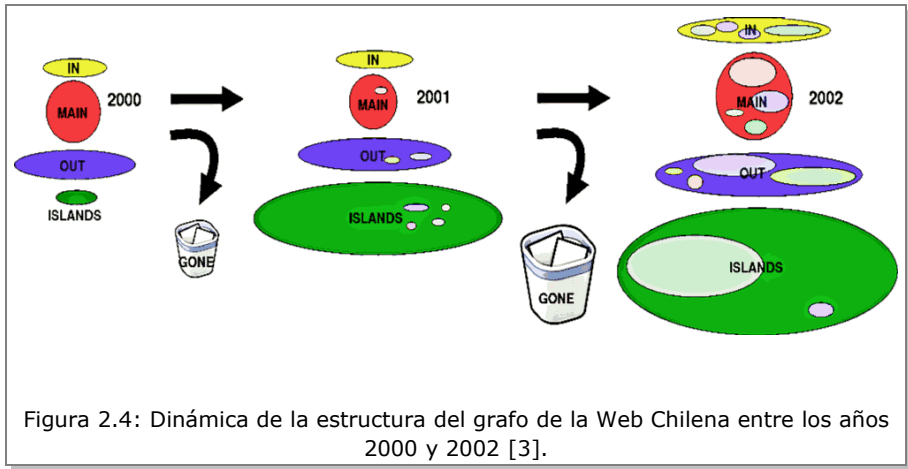 IN
MAIN
2000
OUT
ISLANDS
GONE
IN
MAIN
2001
OUT
ISLANDS
GONE
IN
MAIN
2002
OUT
ISLANDS
Figura 2.4: Dinámica de la estructura del grafo de la Web Chilena entre los años
2000 y 2002 [3].